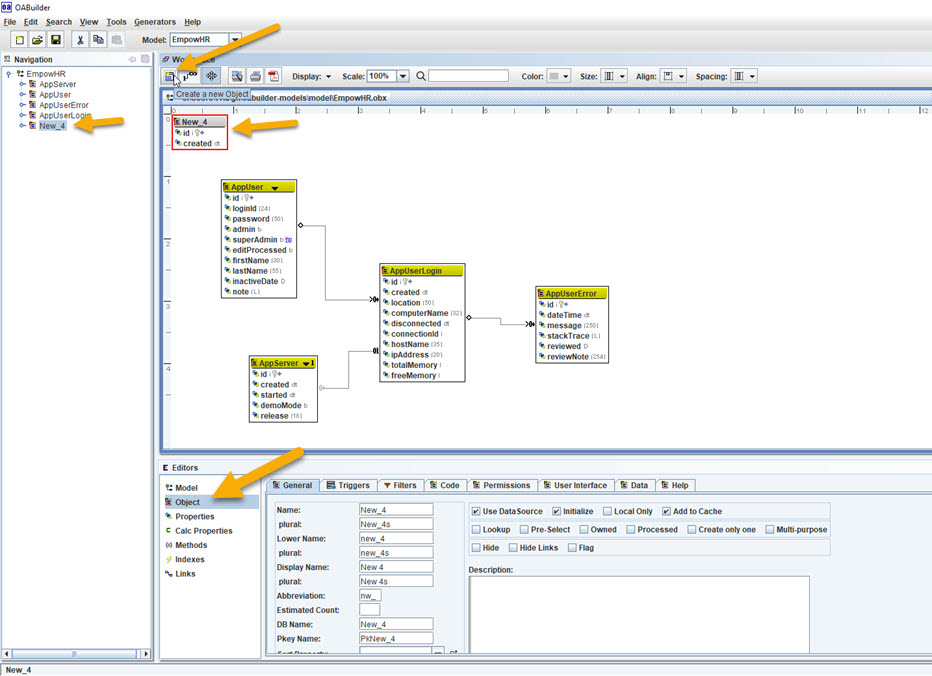 OABuilder
File Edit Search View Tools Generators Help
Model: EmpowHR
Navigation
EmpowHR
AppServer
AppUser
AppUserError
AppUserLogin
New_4
Display: Scale: 100% Color: Size: Align: Spacing:
Create a new Object
oabuilder-models\model\EmpowHR.obx
0 1 2 3 4 5 6 7 8 9 10 11 12
0
1
2
3
4
New_4
id i
created dt
AppUser
id i
loginId (24)
password (50)
admin b
superAdmin b
editProcessed b
firstName (30)
lastName (55)
inactiveDate D
note (L)
AppUserLogin
id i
created dt
location (50)
computerName (32)
disconnected dt
connectionId i
hostName (35)
ipAddress (20)
totalMemory l
freeMemory l
AppUserError
id i
dateTime dt
message (250)
stackTrace (L)
reviewed D
reviewNote (254)
AppServer 1
id i
created dt
started dt
demoMode b
release (18)
Editors
Model
Object
Properties
Calc Properties
Methods
Indexes
Links
General Triggers Filters Code Permissions User Interface Data Help
Name: New_4
plural: New_4s
Lower Name: new_4
plural: new_4s
Display Name: New 4
plural: New 4s
Abbreviation: nw_
Estimated Count:
DB Name: New_4
Pkey Name: PkNew_4
Use DataSource Initialize Local Only Add to Cache
Lookup Pre-Select Owned Processed Create only one Multi-purpose
Hide Hide Links Flag
Description:
New_4